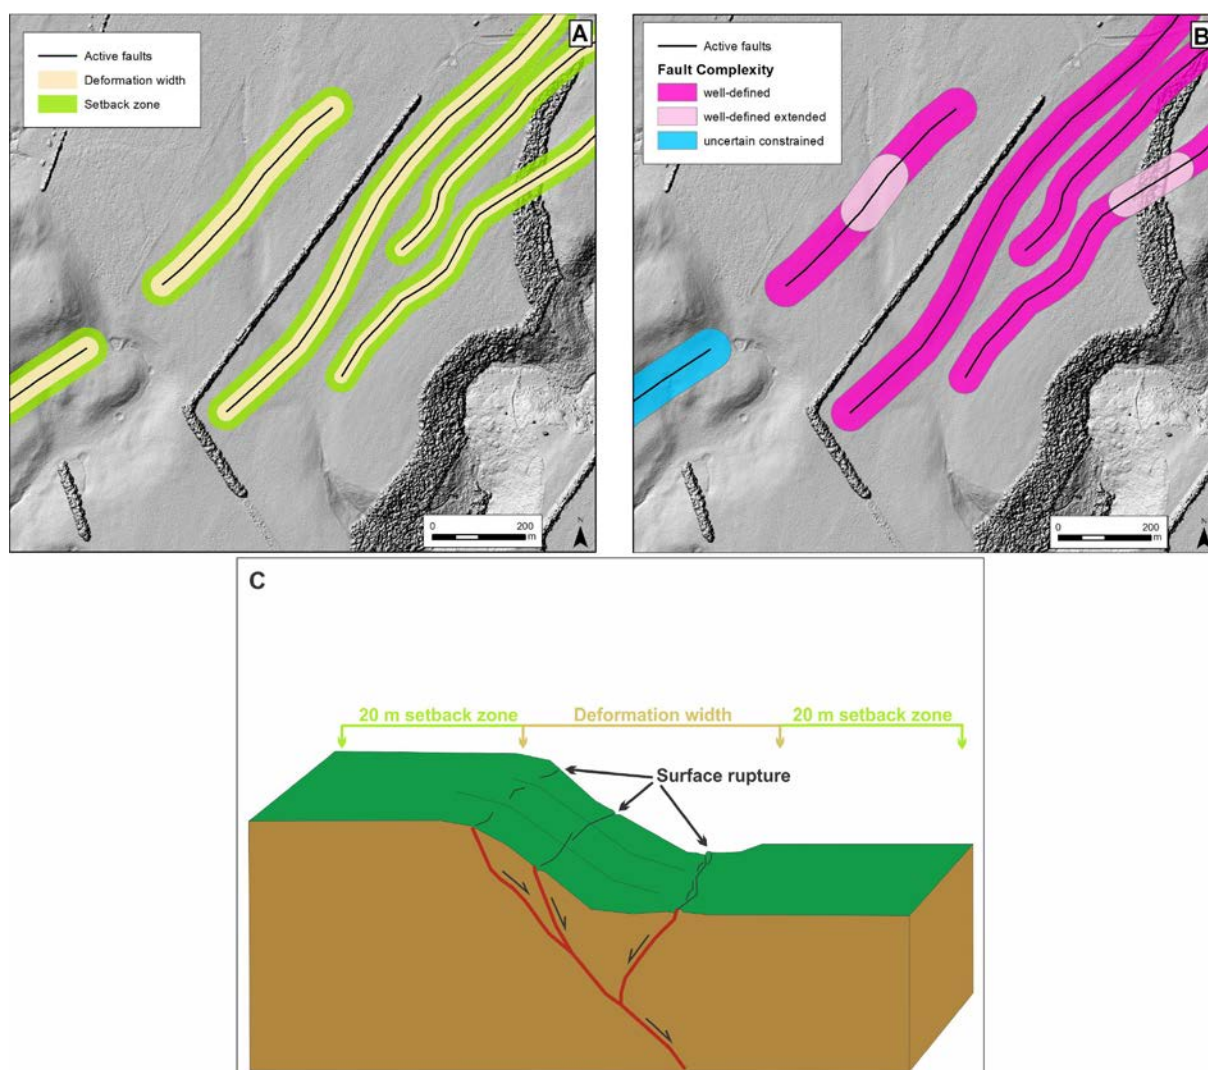 A
Active faults
Deformation width
Setback zone
N
0 200
m
B
Active faults
Fault Complexity
well-defined
well-defined extended
uncertain constrained
N
0 200
m
C
20 m setback zone Deformation width 20 m setback zone
Surface rupture